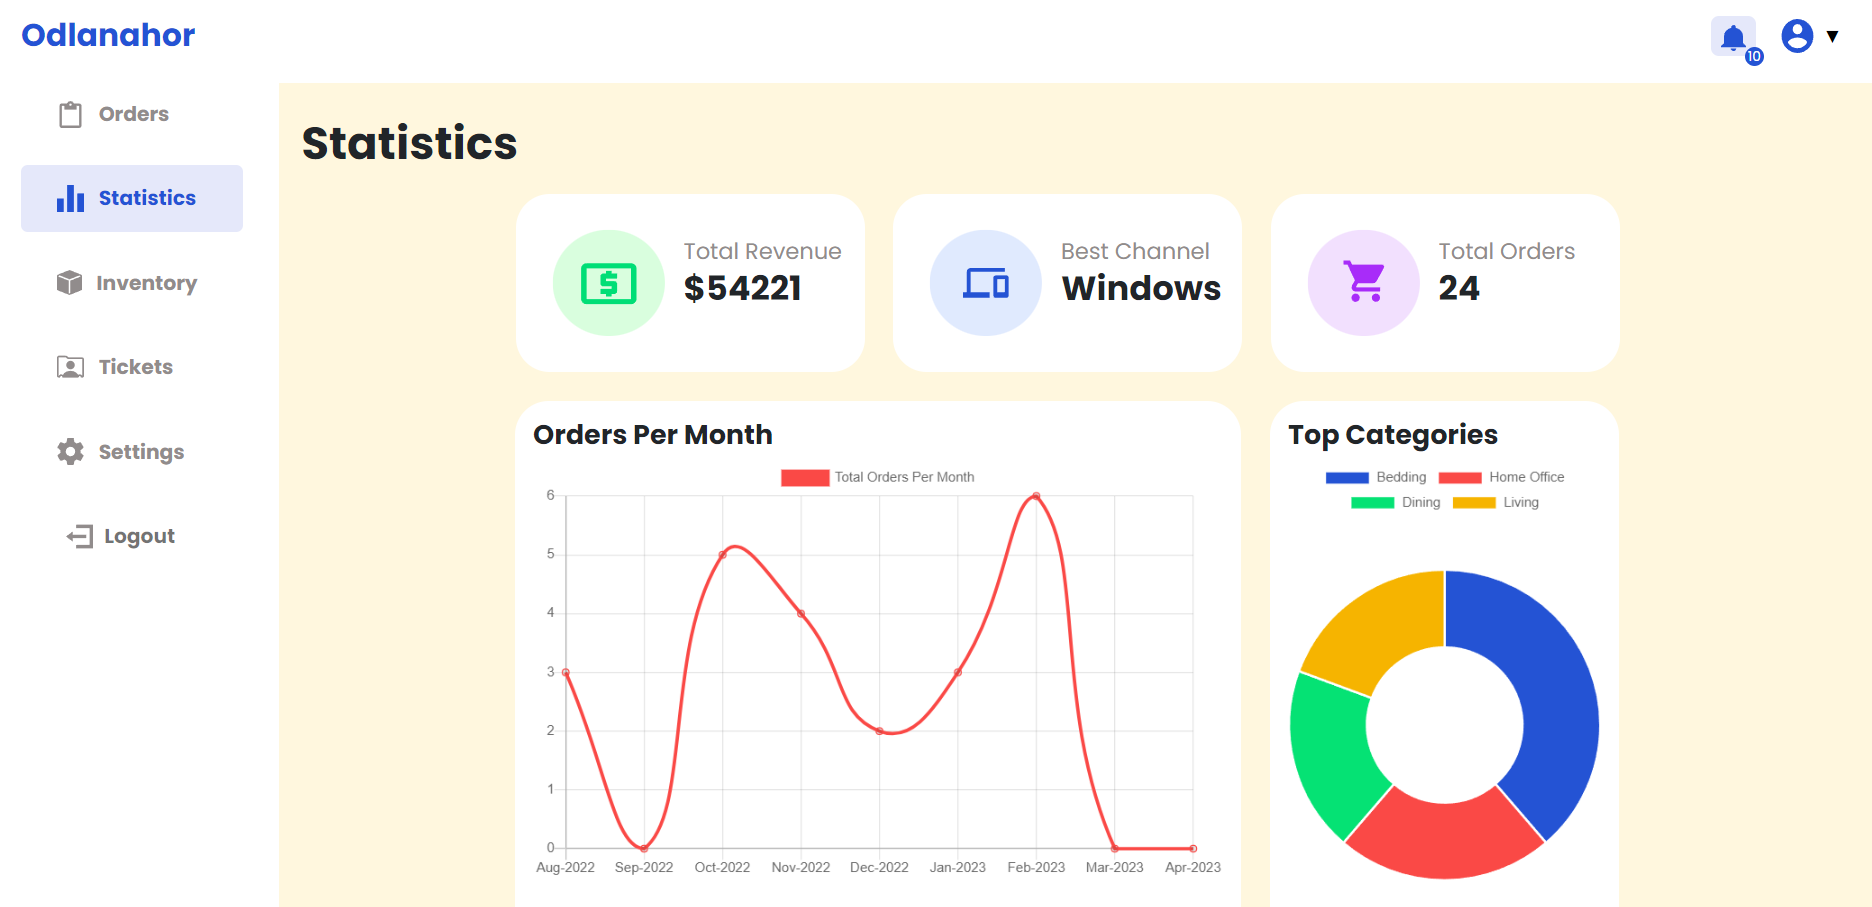 Odlanahor
10
▼
Orders
Statistics
Inventory
Tickets
Settings
Logout
Statistics
Total Revenue
$54221
Best Channel
Windows
Total Orders
24
Orders Per Month
Total Orders Per Month
6
5
4
3
2
1
0
Aug-2022 Sep-2022 Oct-2022 Nov-2022 Dec-2022 Jan-2023 Feb-2023 Mar-2023 Apr-2023
Top Categories
Bedding Home Office
Dining Living